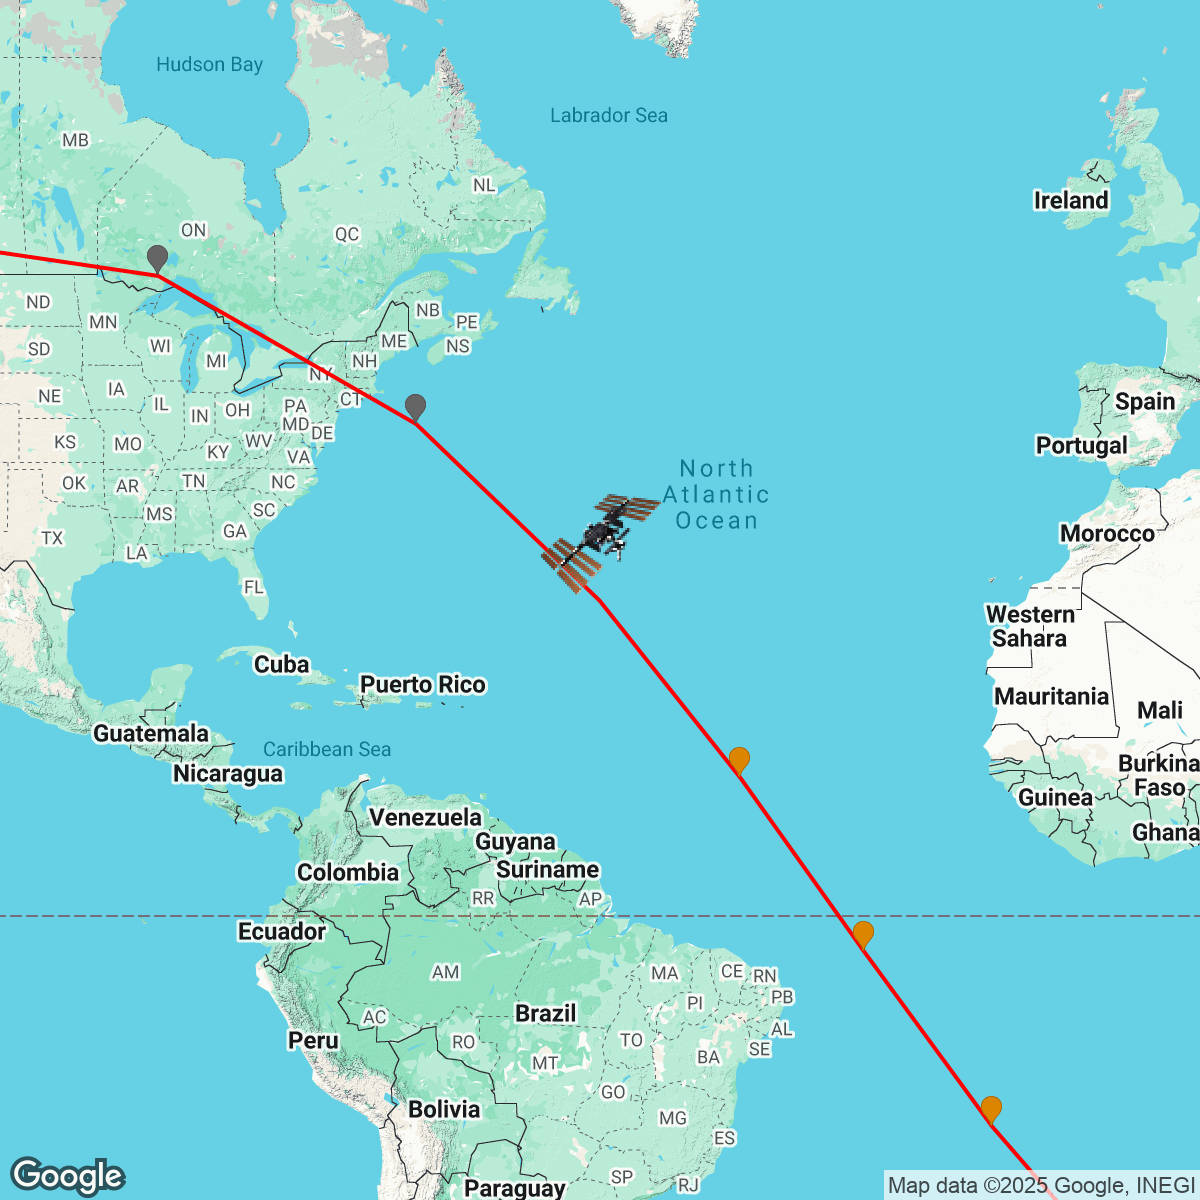 Hudson Bay
Labrador Sea
MB
NL
Ireland
ON
QC
ND
NB
MN
PE
WI
ME
NS
SD
MI
NH
NY
NE
IA
CT
Spain
IL
IN
OH
PA
MD
DE
KS
MO
WV
Portugal
KY
VA
North
Atlantic
Ocean
OK
AR
TN
NC
MS
SC
TX
GA
Morocco
LA
FL
Western
Sahara
Cuba
Puerto Rico
Mauritania
Mali
Guatemala
Caribbean Sea
Nicaragua
Burkina
Faso
Guinea
Venezuela
Ghana
Guyana
Colombia
Suriname
RR
AP
Ecuador
AM
MA
CE
RN
PI
PB
Brazil
AC
AL
Peru
RO
TO
SE
MT
BA
GO
Bolivia
MG
ES
SP
RJ
Paraguay
Google
Map data ©2025 Google, INEGI